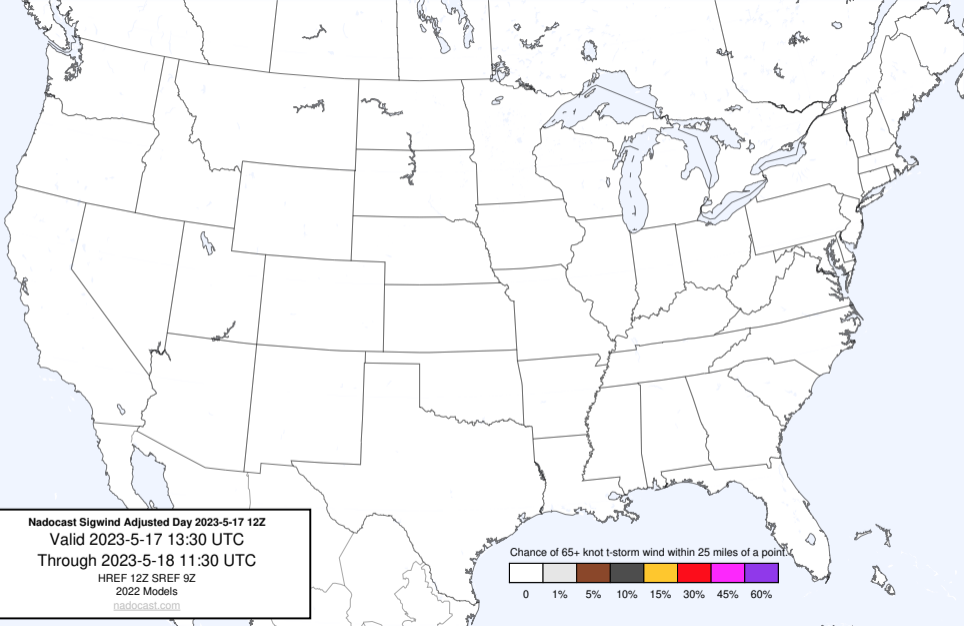 Nadocast Sigwind Adjusted Day 2023-5-17 12Z
Valid 2023-5-17 13:30 UTC
Through 2023-5-18 11:30 UTC
HREF 12Z SREF 9Z
2022 Models
nadocast.com
Chance of 65+ knot t-storm wind within 25 miles of a point.
0 1% 5% 10% 15% 30% 45% 60%